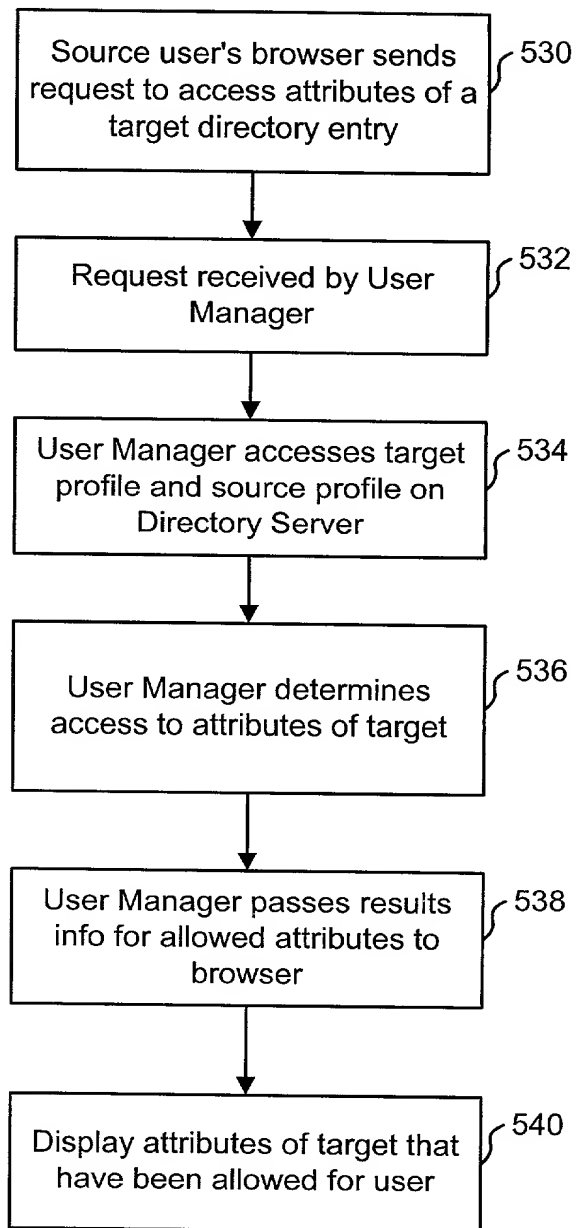 Source user's browser sends
request to access attributes of a
target directory entry
530
Request received by User
Manager
532
User Manager accesses target
profile and source profile on
Directory Server
534
User Manager determines
access to attributes of target
536
User Manager passes results
info for allowed attributes to
browser
538
Display attributes of target that
have been allowed for user
540